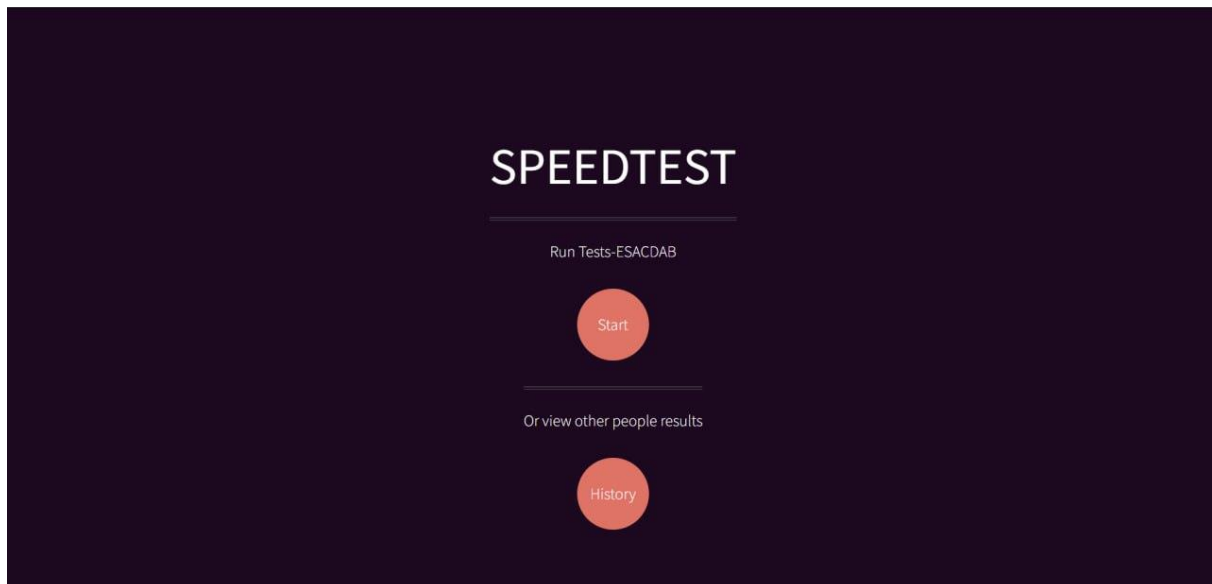 SPEEDTEST
Run Tests-ESACDAB
Start
Or view other people results
History